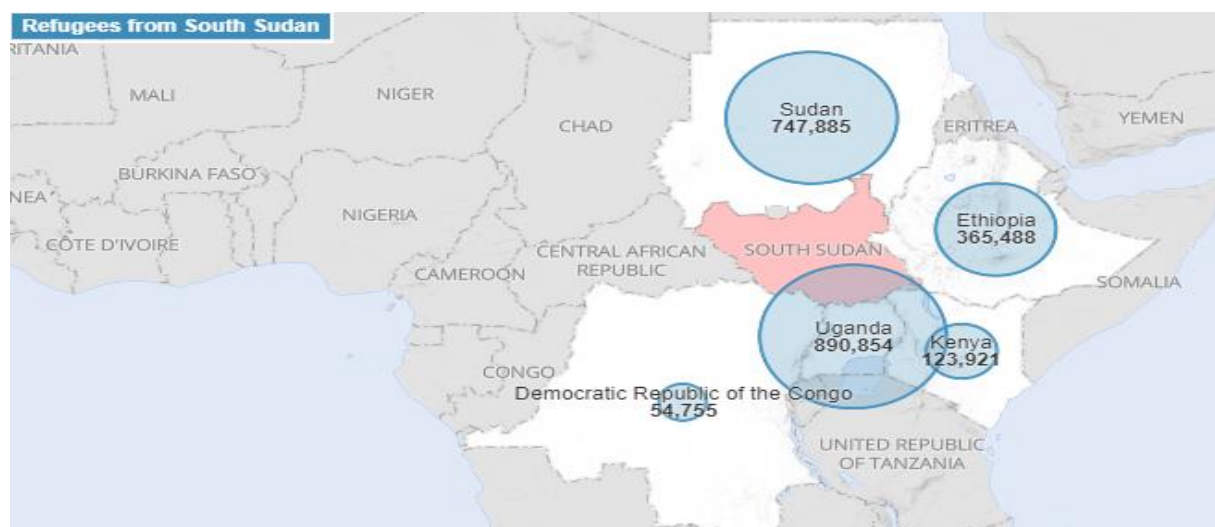 Refugees from South Sudan
RITANIA
MALI
NIGER
CHAD
Sudan
747,885
ERITREA
YEMEN
BURKINA FASO
NEA
NIGERIA
CÔTE D'IVOIRE
CAMEROON
CENTRAL AFRICAN
REPUBLIC
SOUTH SUDAN
Ethiopia
365,488
SOMALIA
Uganda
890,854
Kenya
123,921
CONGO
Democratic Republic of the Congo
54,755
UNITED REPUBLIC
OF TANZANIA